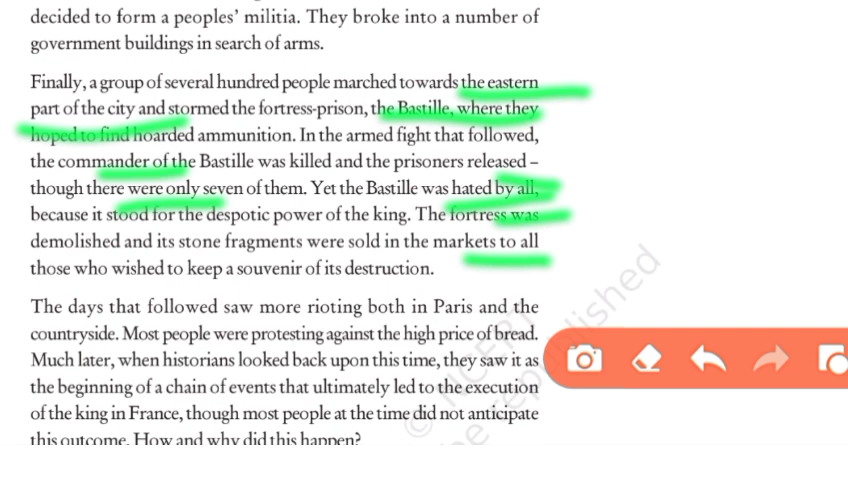 decided to form a peoples' militia. They broke into a number of
government buildings in search of arms.
Finally, a group of several hundred people marched towards the eastern
part of the city and stormed the fortress-prison, the Bastille, where they
hoped to find hoarded ammunition. In the armed fight that followed,
the commander of the Bastille was killed and the prisoners released –
though there were only seven of them. Yet the Bastille was hated by all,
because it stood for the despotic power of the king. The fortress was
demolished and its stone fragments were sold in the markets to all
those who wished to keep a souvenir of its destruction.
The days that followed saw more rioting both in Paris and the
countryside. Most people were protesting against the high price of bread.
Much later, when historians looked back upon this time, they saw it as
the beginning of a chain of events that ultimately led to the execution
of the king in France, though most people at the time did not anticipate
this outcome. How and why did this happen?
© NCERT
be republished